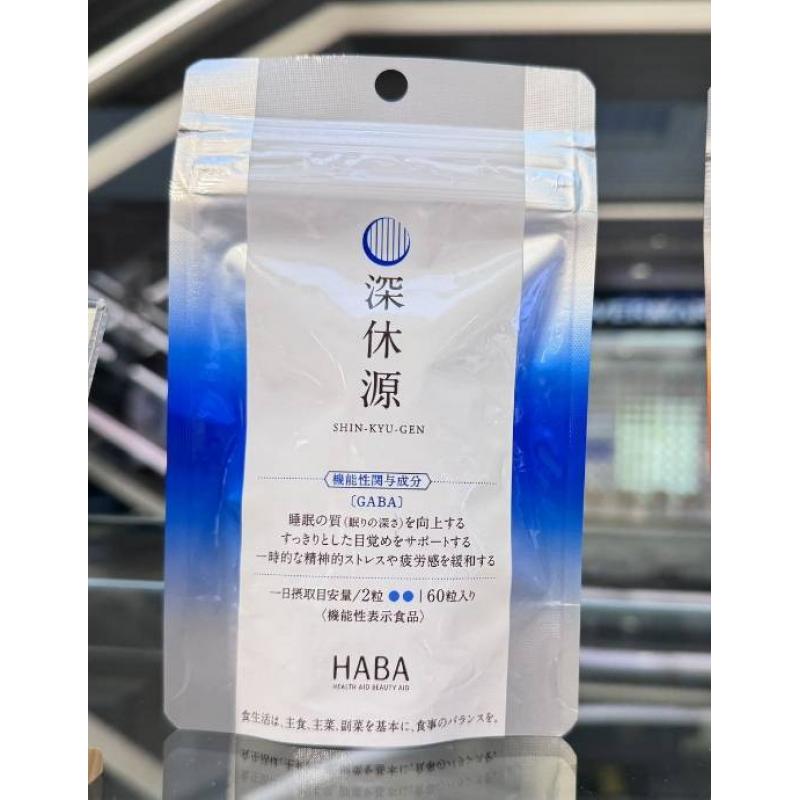 深休源
SHIN-KYU-GEN
機能性関与成分
〔GABA〕
睡眠の質(眠りの深さ)を向上する
すっきりとした目覚めをサポートする
一時的な精神的ストレスや疲労感を緩和する
一日摂取目安量/2粒 ●● | 60粒入り
〈機能性表示食品〉
HABA
HEALTH AID BEAUTY AID
食生活は、主食、主菜、副菜を基本に、食事のバランスを。